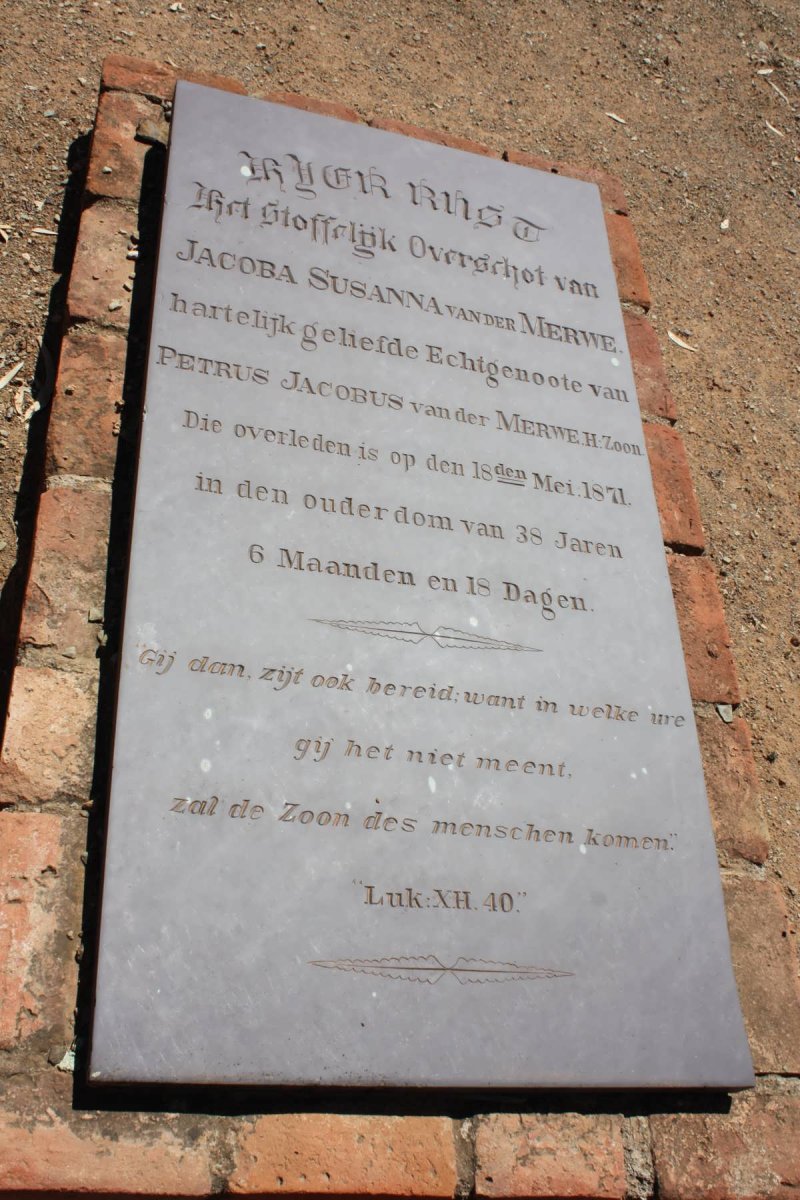 HYER RUST
Het Stoffelijk Overschot van
JACOBA SUSANNA VAN DER MERWE.
hartelijk geliefde Echtgenoote van
PETRUS JACOBUS van der MERWE.H:Zoon.
Die overleden is op den 18den Mei.1871.
in den ouderdom van 38 Jaren
6 Maanden en 18 Dagen.
"Gij dan, zijt ook bereid; want in welke ure
gij het niet meent,
zal de Zoon des menschen komen."
"Luk:XII.40."